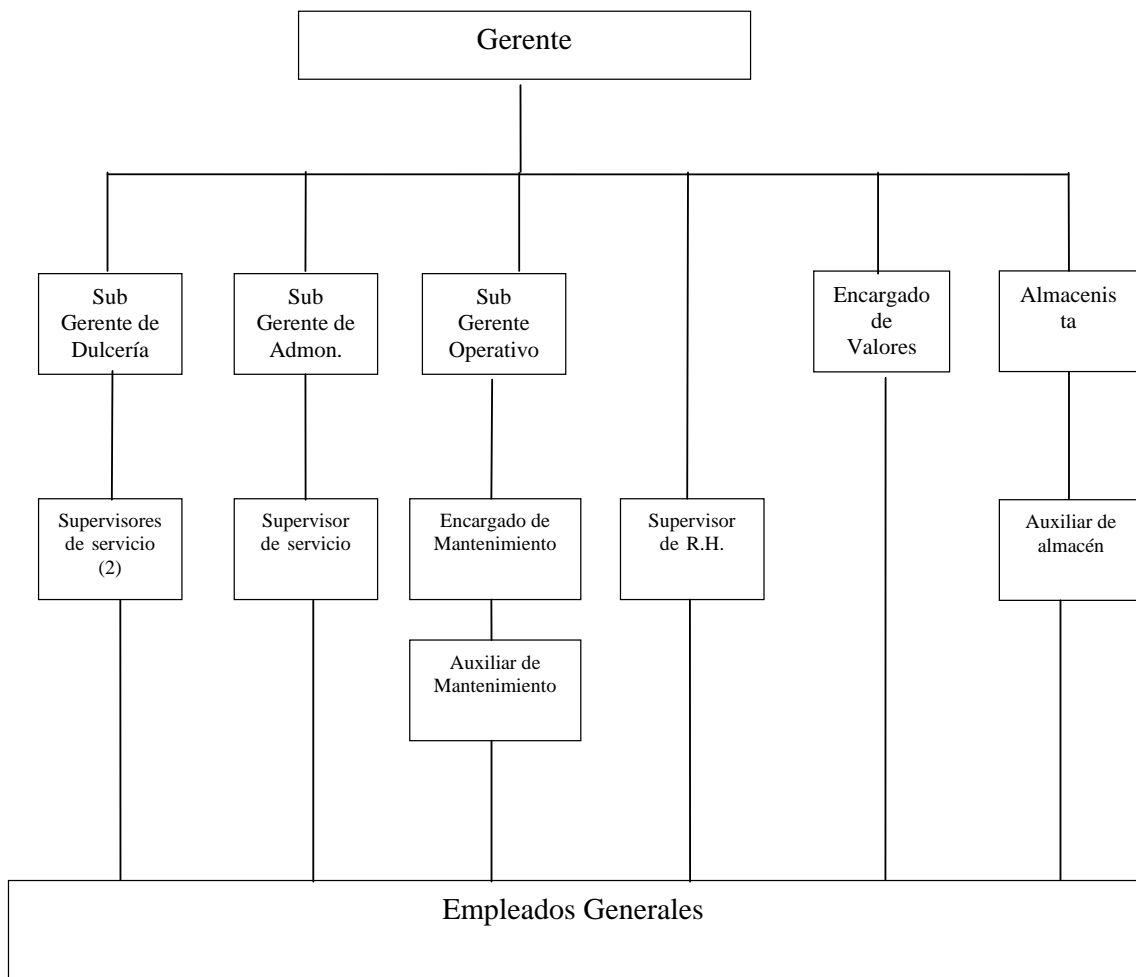 Gerente
Sub
Gerente de
Dulcería
Sub
Gerente de
Admon.
Sub
Gerente
Operativo
Encargado
de
Valores
Almacenis
ta
Supervisores
de servicio
(2)
Supervisor
de servicio
Encargado de
Mantenimiento
Supervisor
de R.H.
Auxiliar de
almacén
Auxiliar de
Mantenimiento
Empleados Generales